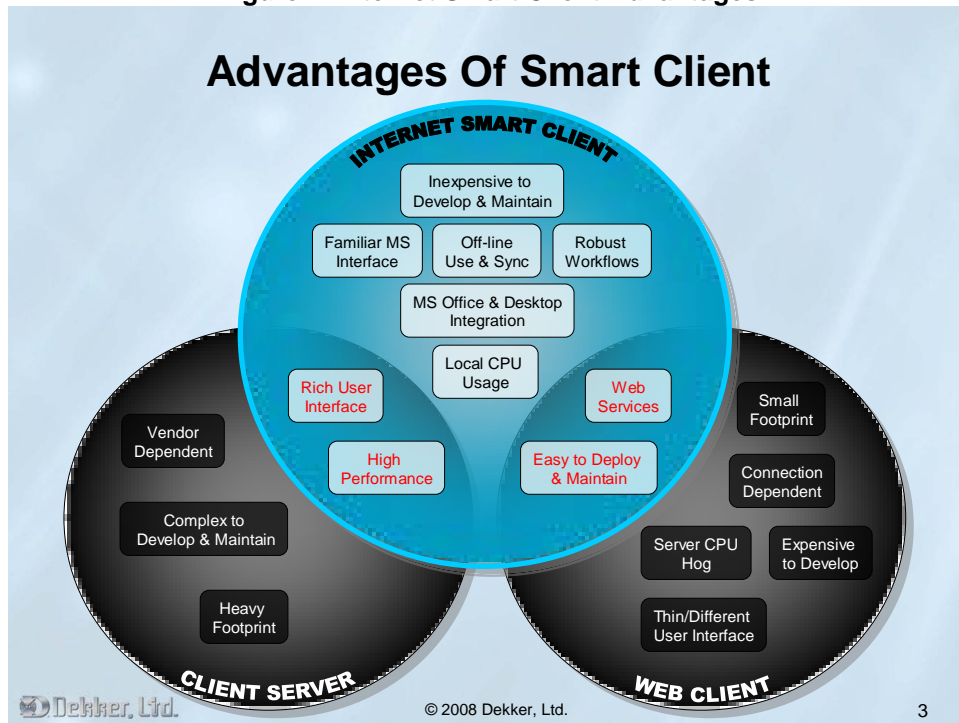 Advantages Of Smart Client
INTERNET SMART CLIENT
Inexpensive to
Develop & Maintain
Familiar MS
Interface
Off-line
Use & Sync
Robust
Workflows
MS Office & Desktop
Integration
Local CPU
Usage
Rich User
Interface
Web
Services
High
Performance
Easy to Deploy
& Maintain
Vendor
Dependent
Complex to
Develop & Maintain
Heavy
Footprint
CLIENT SERVER
Small
Footprint
Connection
Dependent
Server CPU
Hog
Expensive
to Develop
Thin/Different
User Interface
WEB CLIENT
Dekker, Ltd.
© 2008 Dekker, Ltd.
3